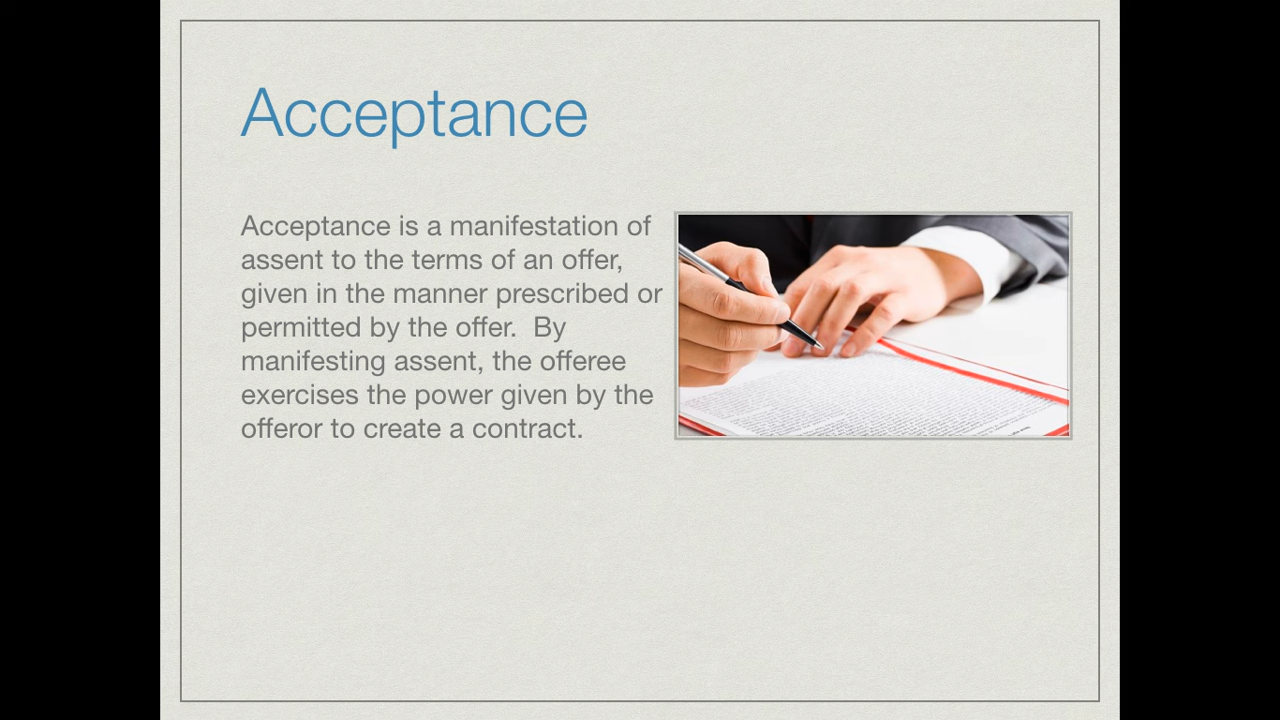 Acceptance
Acceptance is a manifestation of
assent to the terms of an offer,
given in the manner prescribed or
permitted by the offer.  By
manifesting assent, the offeree
exercises the power given by the
offeror to create a contract.